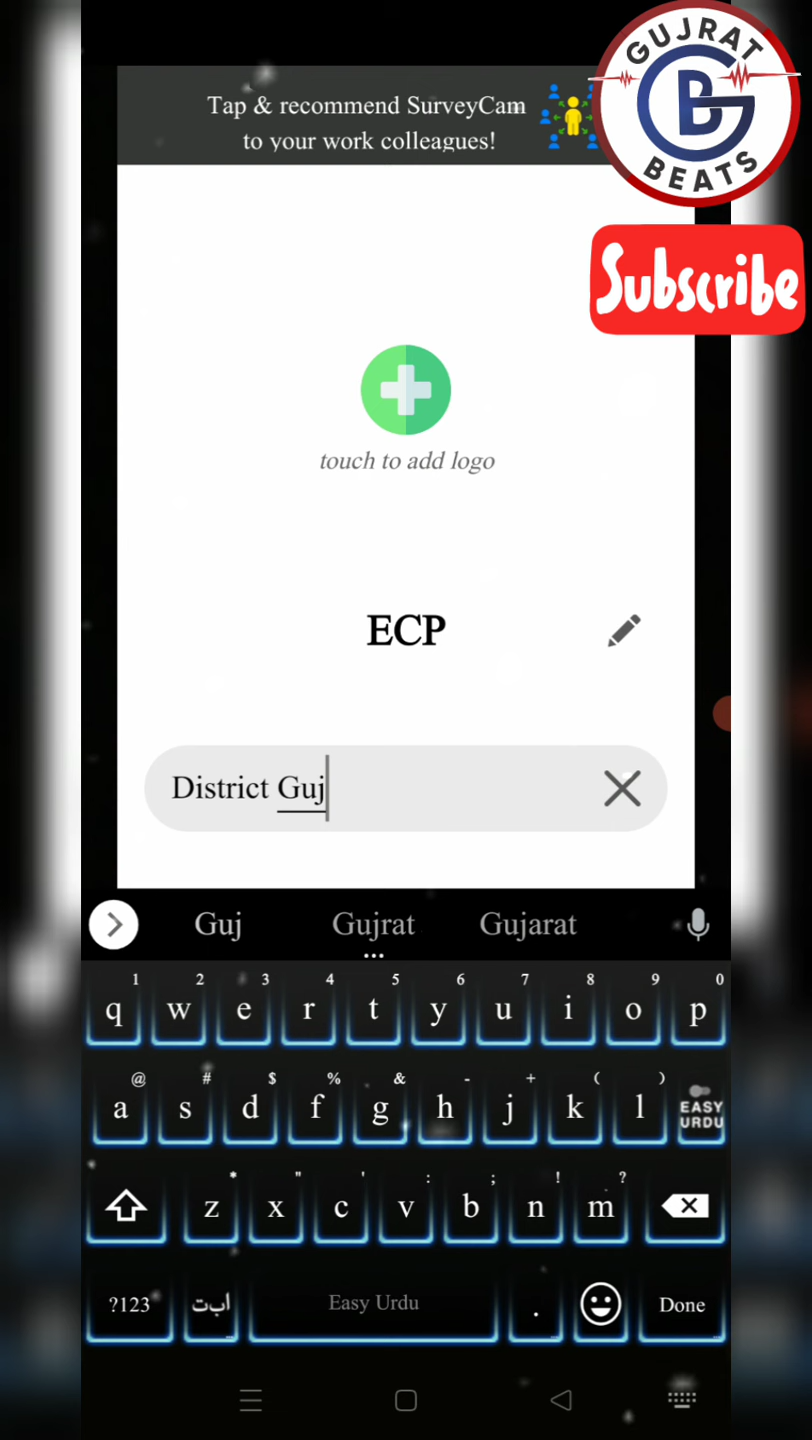 GUJRAT
GB
BEATS
Tap & recommend SurveyCam
to your work colleagues!
Subscribe
touch to add logo
ECP
District Guj
Guj Gujrat Gujarat
1 2 3 4 5 6 7 8 9 0
q w e r t y u i o p
@ # $ % & - + ( )
a s d f g h j k l EASY URDU
* " ' : ; ! ?
z x c v b n m
?123 ا ب ت Easy Urdu . Done